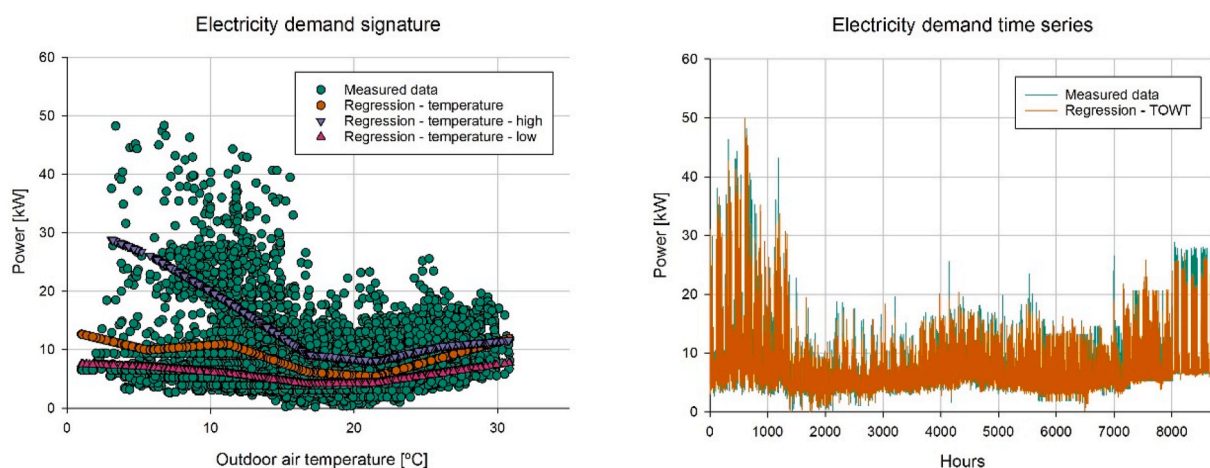 Electricity demand signature
60
50
40
30
20
10
0
Power [kW]
Measured data
Regression - temperature
Regression - temperature - high
Regression - temperature - low
0
10
20
30
Outdoor air temperature [ºC]
Electricity demand time series
60
50
40
30
20
10
0
Power [kW]
Measured data
Regression - TOWT
0
1000
2000
3000
4000
5000
6000
7000
8000
Hours